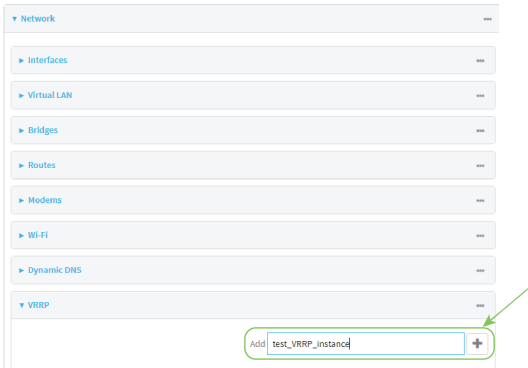 Network
Interfaces
Virtual LAN
Bridges
Routes
Modems
Wi-Fi
Dynamic DNS
VRRP
Add test_VRRP_instance